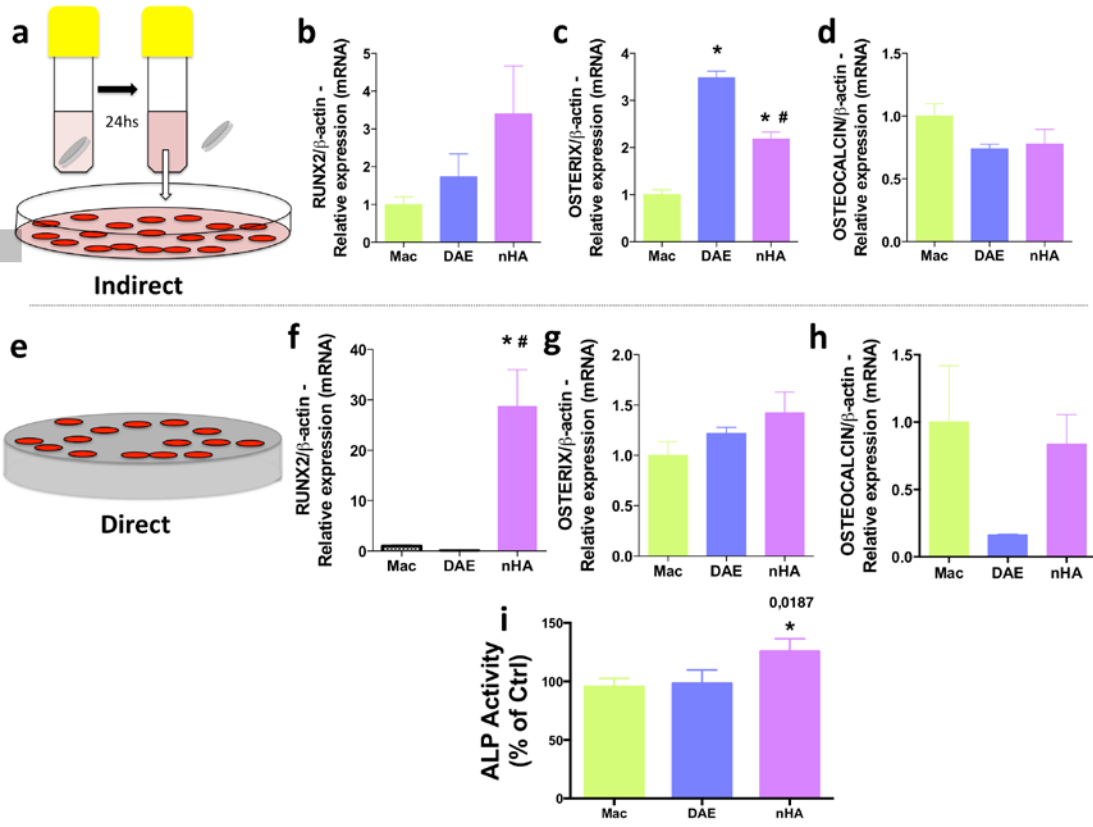 a
24hs
Indirect
b
RUNX2/β-actin -
Relative expression (mRNA)
5
4
3
2
1
0
Mac DAE nHA
c
OSTERIX/β-actin -
Relative expression (mRNA)
4
3
2
1
0
*
* #
Mac DAE nHA
d
OSTEOCALCIN/β-actin -
Relative expression (mRNA)
1.5
1.0
0.5
0.0
Mac DAE nHA
e
Direct
f
RUNX2/β-actin -
Relative expression (mRNA)
40
30
20
10
0
* #
Mac DAE nHA
g
OSTERIX/β-actin -
Relative expression (mRNA)
2.0
1.5
1.0
0.5
0.0
Mac DAE nHA
h
OSTEOCALCIN/β-actin -
Relative expression (mRNA)
1.5
1.0
0.5
0.0
Mac DAE nHA
i
ALP Activity
(% of Ctrl)
150
100
50
0
0,0187
*
Mac DAE nHA